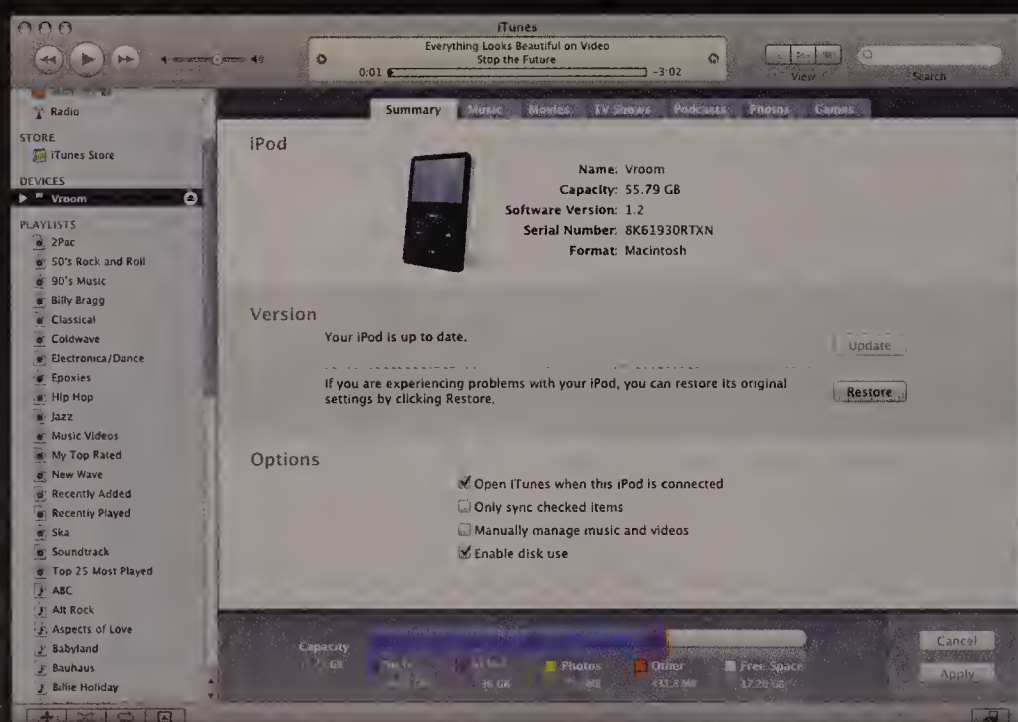 iTunes
Everything Looks Beautiful on Video
Stop the Future
0:01
-3:02
View
Search
Radio
STORE
iTunes Store
DEVICES
Vroom
PLAYLISTS
2Pac
50's Rock and Roll
90's Music
Billy Bragg
Classical
Coldwave
Electronica/Dance
Epoxies
Hip Hop
Jazz
Music Videos
My Top Rated
New Wave
Recently Added
Recently Played
Ska
Soundtrack
Top 25 Most Played
ABC
Alt Rock
Aspects of Love
Babyland
Bauhaus
Billie Holiday
Summary Music Movies TV Shows Podcasts Photos Games
iPod
Name: Vroom
Capacity: 55.79 GB
Software Version: 1.2
Serial Number: 8K61930RTXN
Format: Macintosh
Version
Your iPod is up to date.
Update
If you are experiencing problems with your iPod, you can restore its original
settings by clicking Restore.
Restore
Options
Open iTunes when this iPod is connected
Only sync checked items
Manually manage music and videos
Enable disk use
Capacity
GB
Photos
Other
Free Space
Cancel
Apply